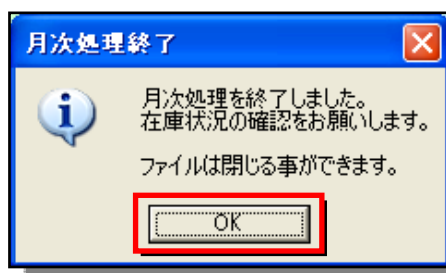 月次処理終了
月次処理を終了しました。
在庫状況の確認をお願いします。
ファイルは閉じる事ができます。
OK